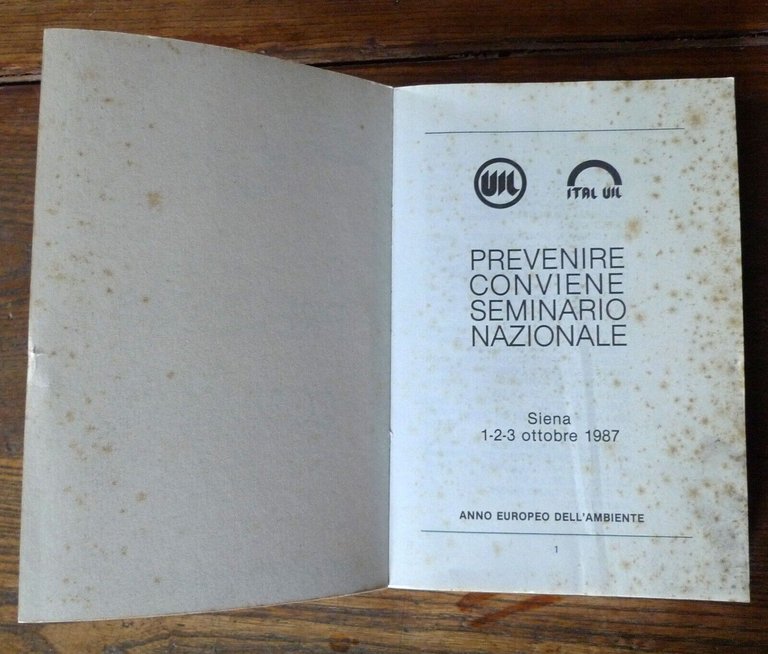 UIL
ITAL UIL
PREVENIRE
CONVIENE
SEMINARIO
NAZIONALE
Siena
1-2-3 ottobre 1987
ANNO EUROPEO DELL'AMBIENTE
1